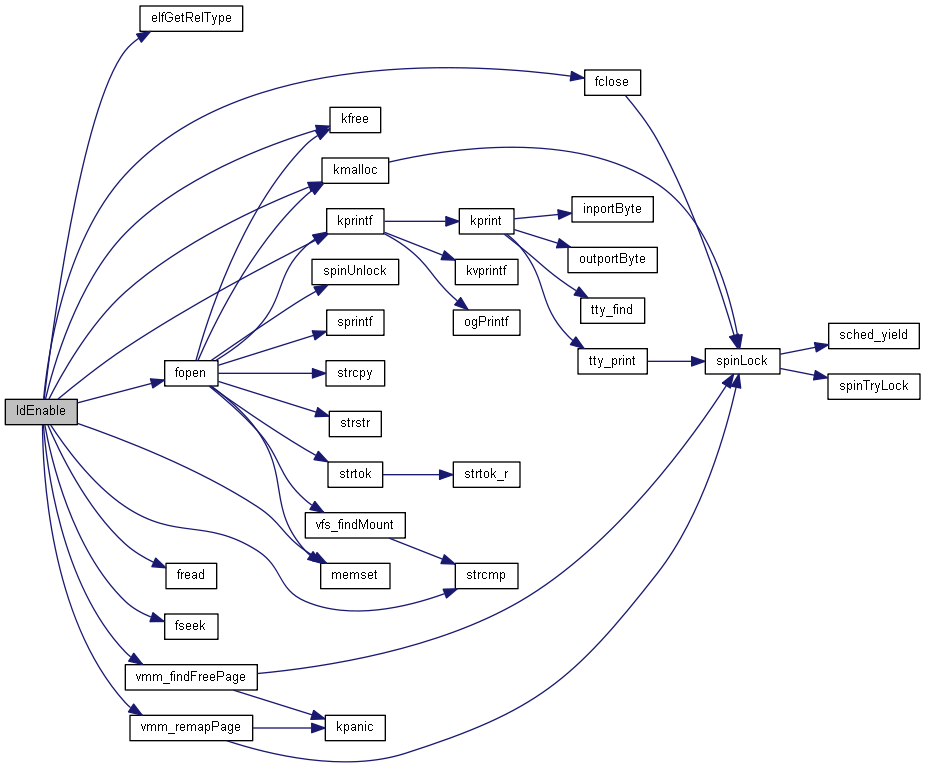 elfGetRelType
fclose
kfree
kmalloc
kprintf
kprint
inportByte
outportByte
spinUnlock
kvprintf
tty_find
ogPrintf
sprintf
sched_yield
tty_print
spinLock
fopen
strcpy
spinTryLock
ldEnable
strstr
strtok
strtok_r
vfs_findMount
fread
memset
strcmp
fseek
vmm_findFreePage
vmm_remapPage
kpanic